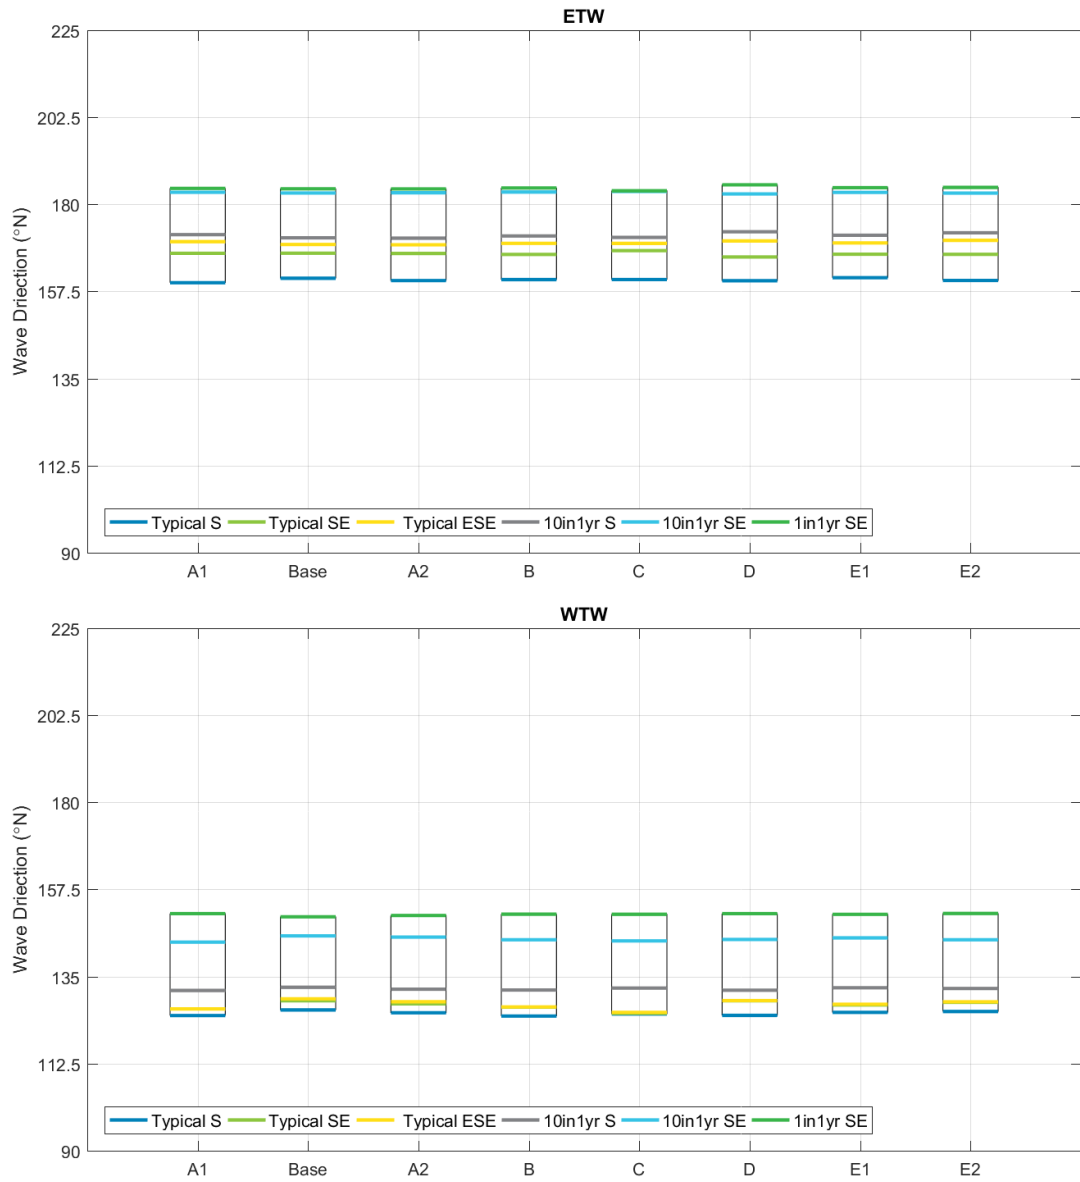 ETW
225
202.5
180
157.5
135
112.5
90
Wave Driection (°N)
Typical S Typical SE Typical ESE 10in1yr S 10in1yr SE 1in1yr SE
A1 Base A2 B C D E1 E2
WTW
225
202.5
180
157.5
135
112.5
90
Wave Driection (°N)
Typical S Typical SE Typical ESE 10in1yr S 10in1yr SE 1in1yr SE
A1 Base A2 B C D E1 E2